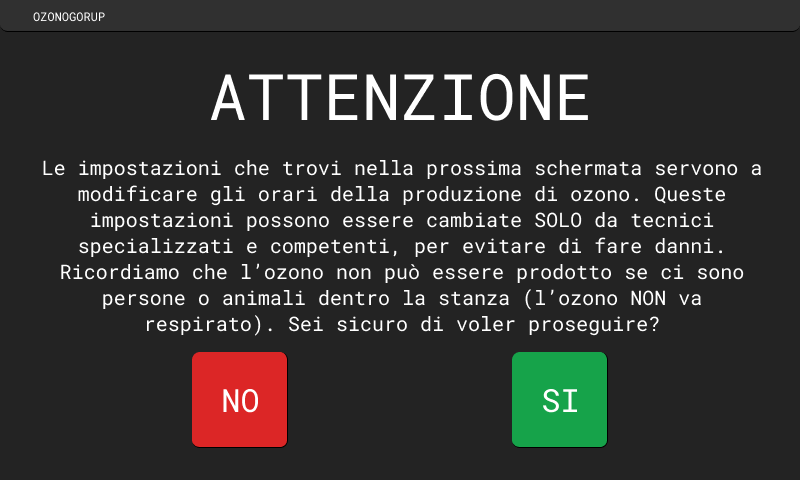 OZONOGORUP
ATTENZIONE
Le impostazioni che trovi nella prossima schermata servono a
modificare gli orari della produzione di ozono. Queste
impostazioni possono essere cambiate SOLO da tecnici
specializzati e competenti, per evitare di fare danni.
Ricordiamo che l’ozono non può essere prodotto se ci sono
persone o animali dentro la stanza (l’ozono NON va
respirato). Sei sicuro di voler proseguire?
NO SI